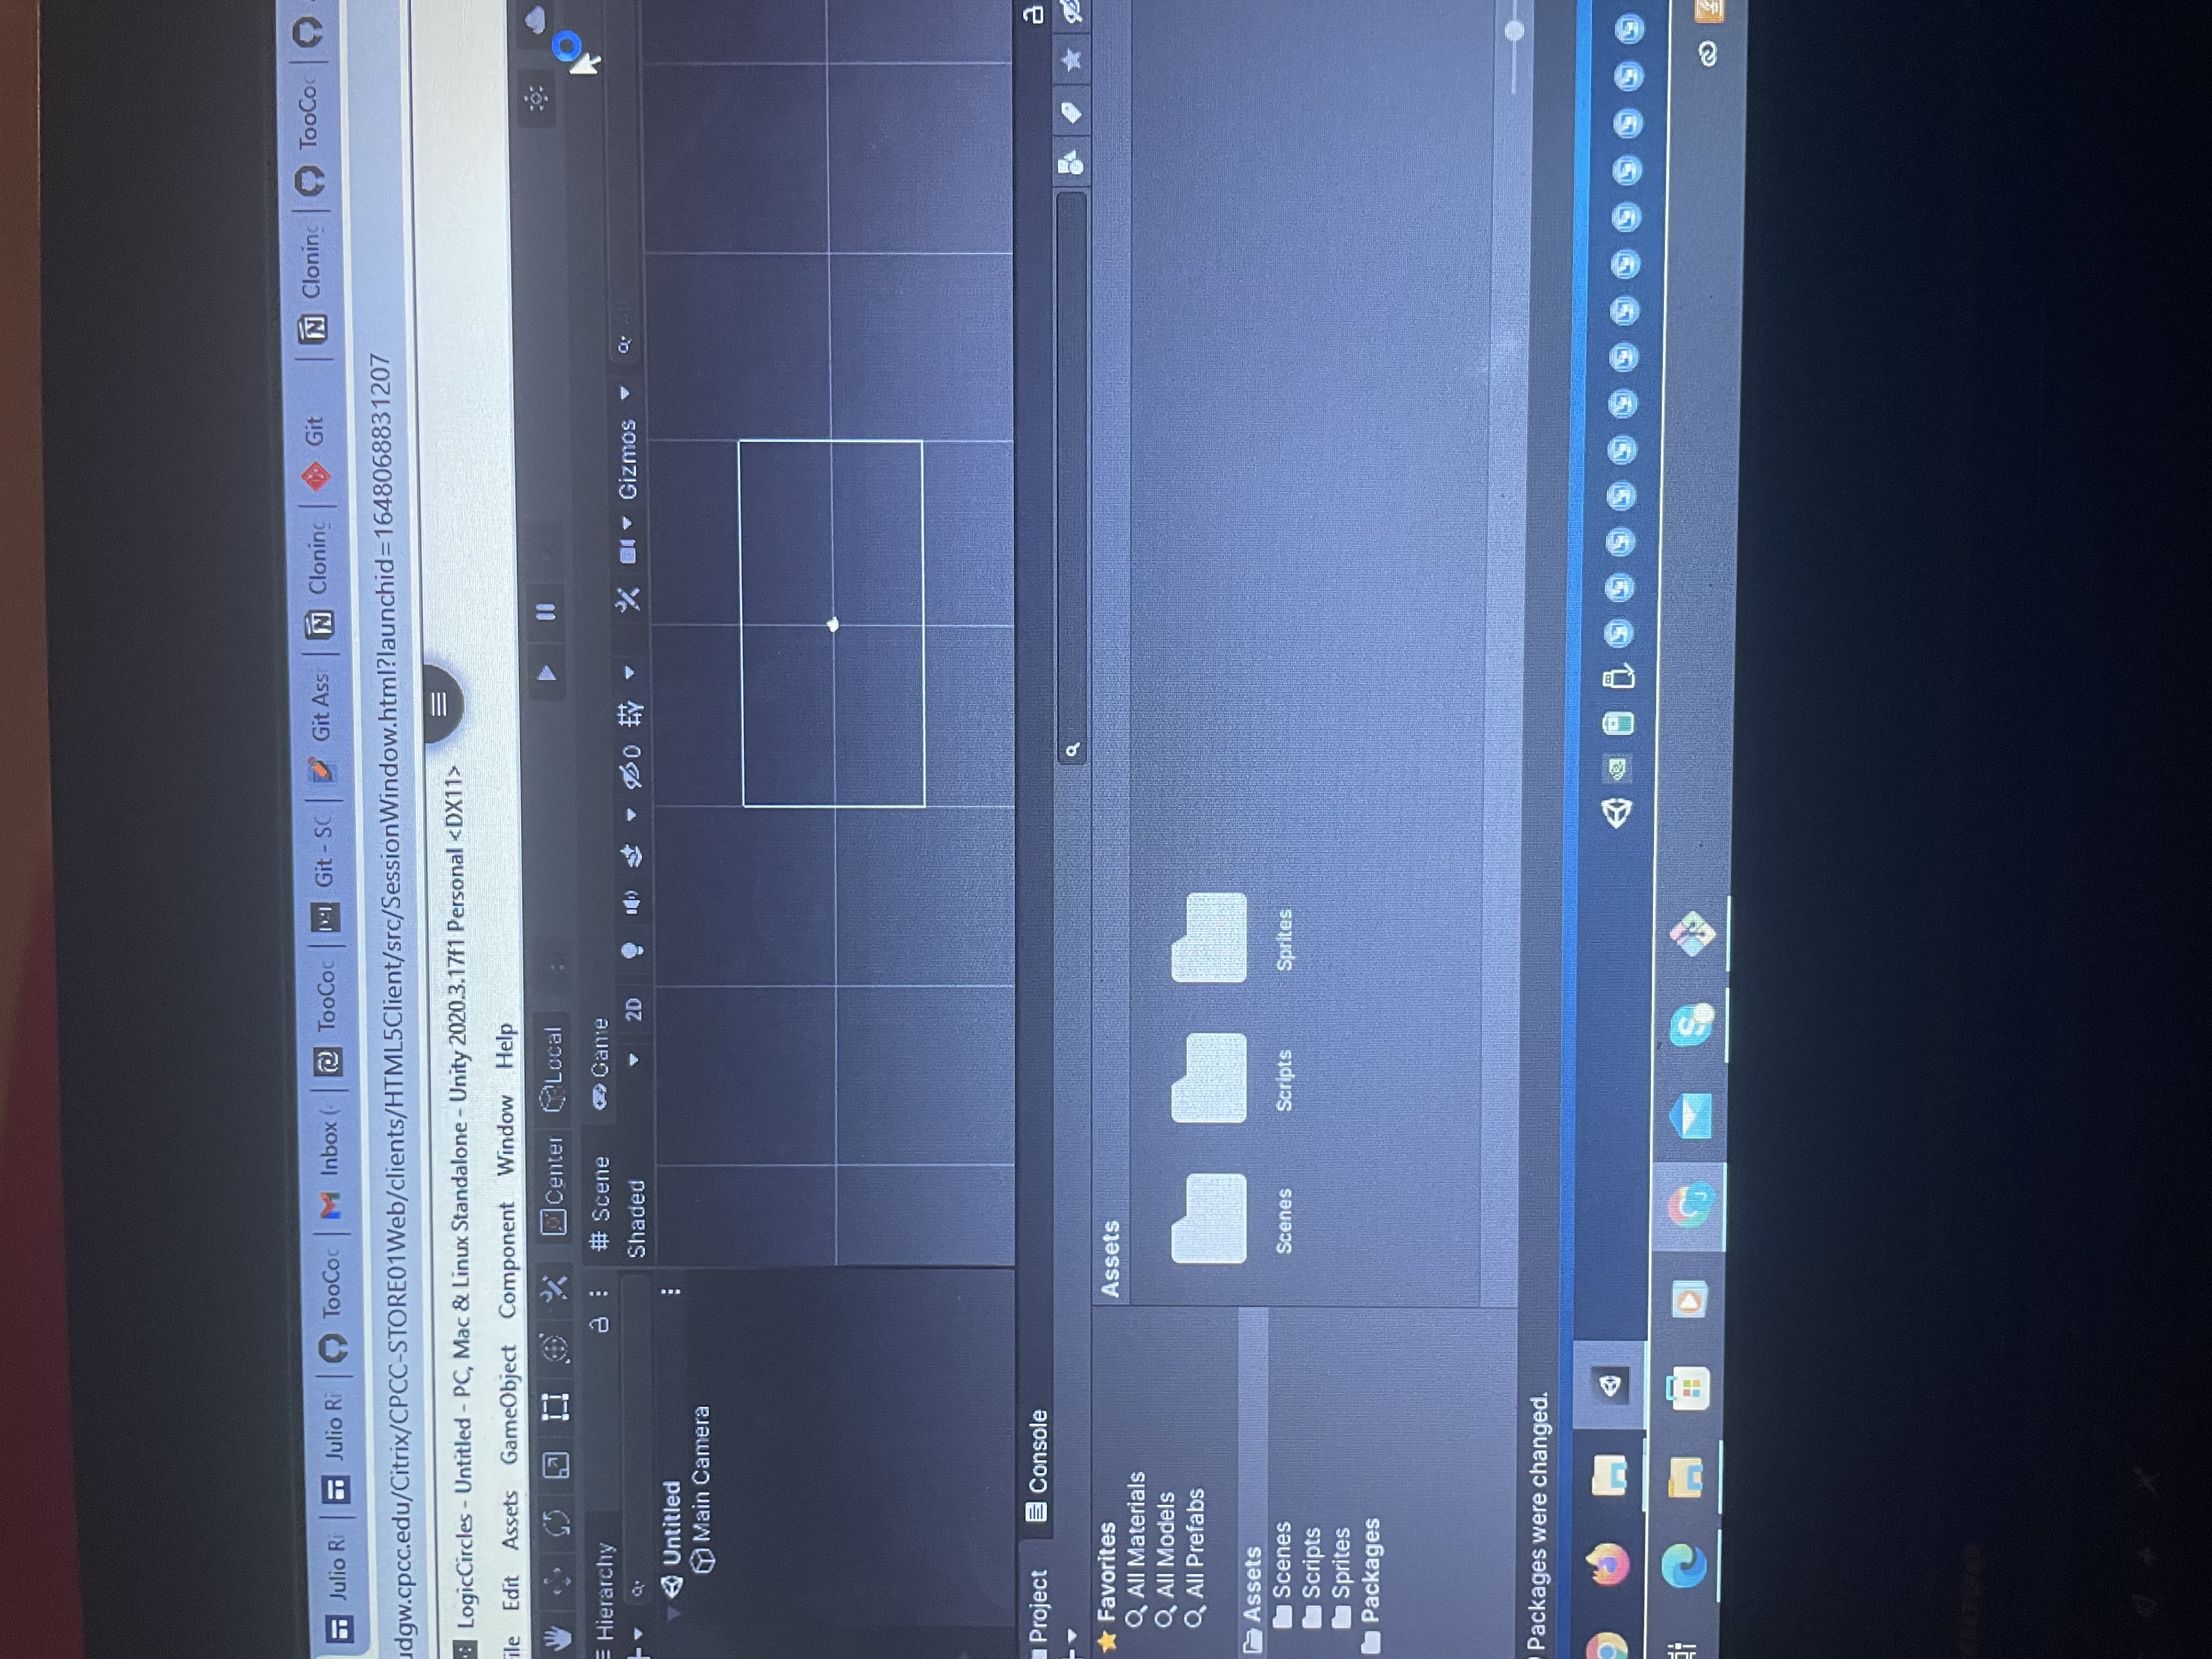 Julio Ri Julio Ri TooCoc Inbox ( TooCoc Git - SC Git Ass Cloning Git Cloning TooCoc
udgw.cpcc.edu/Citrix/CPCC-STORE01Web/clients/HTML5Client/src/SessionWindow.html?launchid=1648068831207
LogicCircles - Untitled - PC, Mac & Linux Standalone - Unity 2020.3.17f1 Personal <DX11>
File Edit Assets GameObject Component Window Help
Center Local
Hierarchy Scene Game
Shaded 2D 0 Gizmos
Untitled
Main Camera
Project Console
Favorites Assets
All Materials
All Models
All Prefabs
Assets
Scenes
Scripts
Sprites
Packages
Scenes Scripts Sprites
Packages were changed.